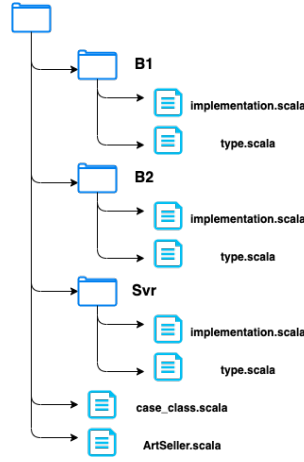 B1
implementation.scala
type.scala
B2
implementation.scala
type.scala
Svr
implementation.scala
type.scala
case_class.scala
ArtSeller.scala